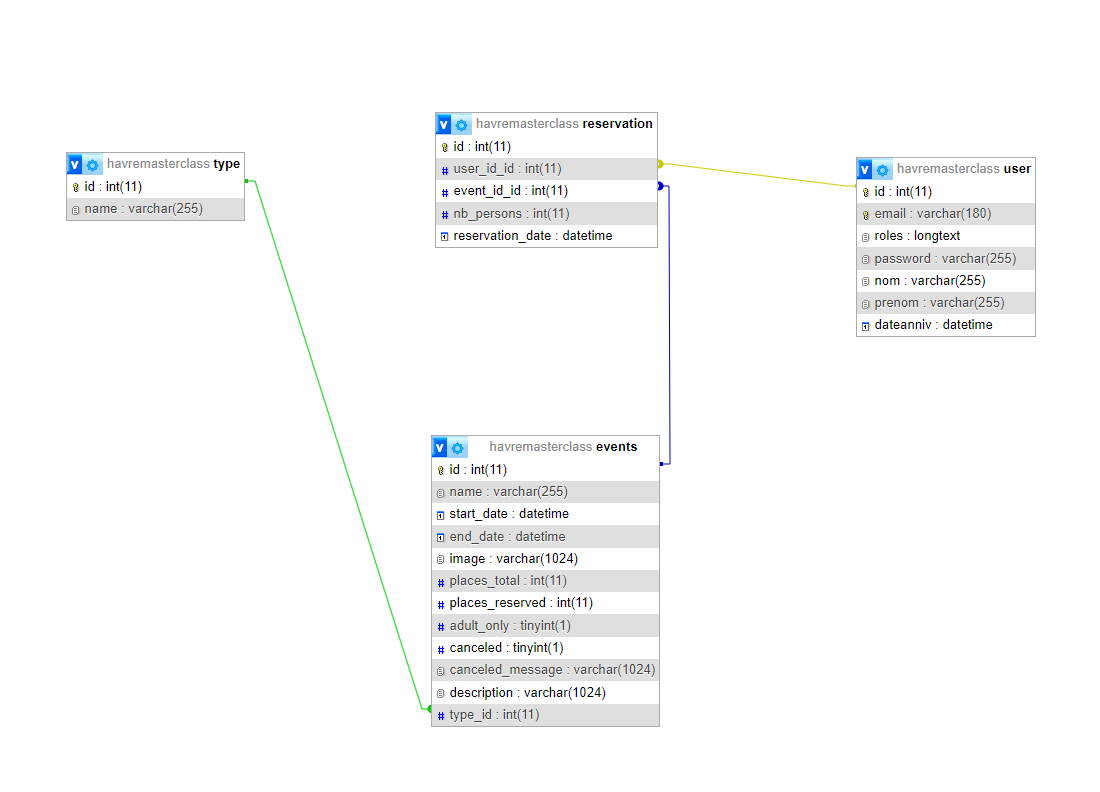 havremasterclass type
id : int(11)
name : varchar(255)
havremasterclass reservation
id : int(11)
user_id_id : int(11)
event_id_id : int(11)
nb_persons : int(11)
reservation_date : datetime
havremasterclass user
id : int(11)
email : varchar(180)
roles : longtext
password : varchar(255)
nom : varchar(255)
prenom : varchar(255)
dateanniv : datetime
havremasterclass events
id : int(11)
name : varchar(255)
start_date : datetime
end_date : datetime
image : varchar(1024)
places_total : int(11)
places_reserved : int(11)
adult_only : tinyint(1)
canceled : tinyint(1)
canceled_message : varchar(1024)
description : varchar(1024)
type_id : int(11)